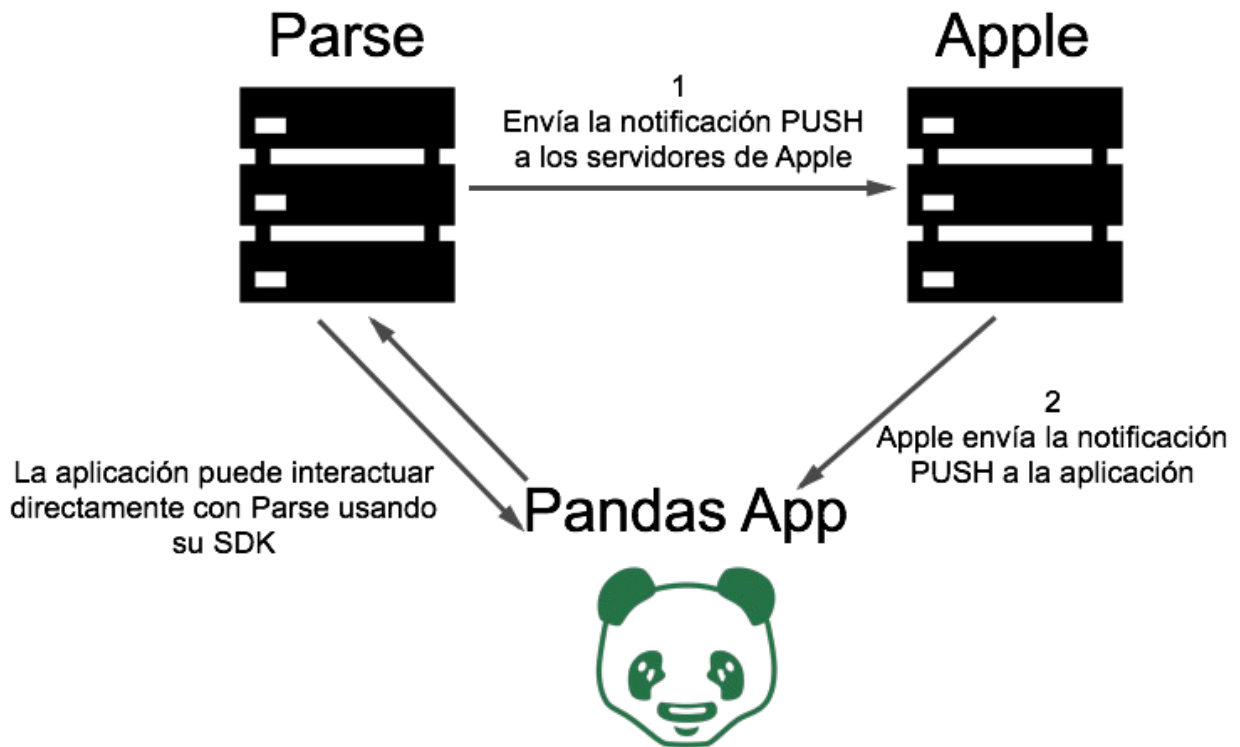 Parse
Apple
1
Envía la notificación PUSH
a los servidores de Apple
2
Apple envía la notificación
PUSH a la aplicación
La aplicación puede interactuar
directamente con Parse usando
su SDK
Pandas App